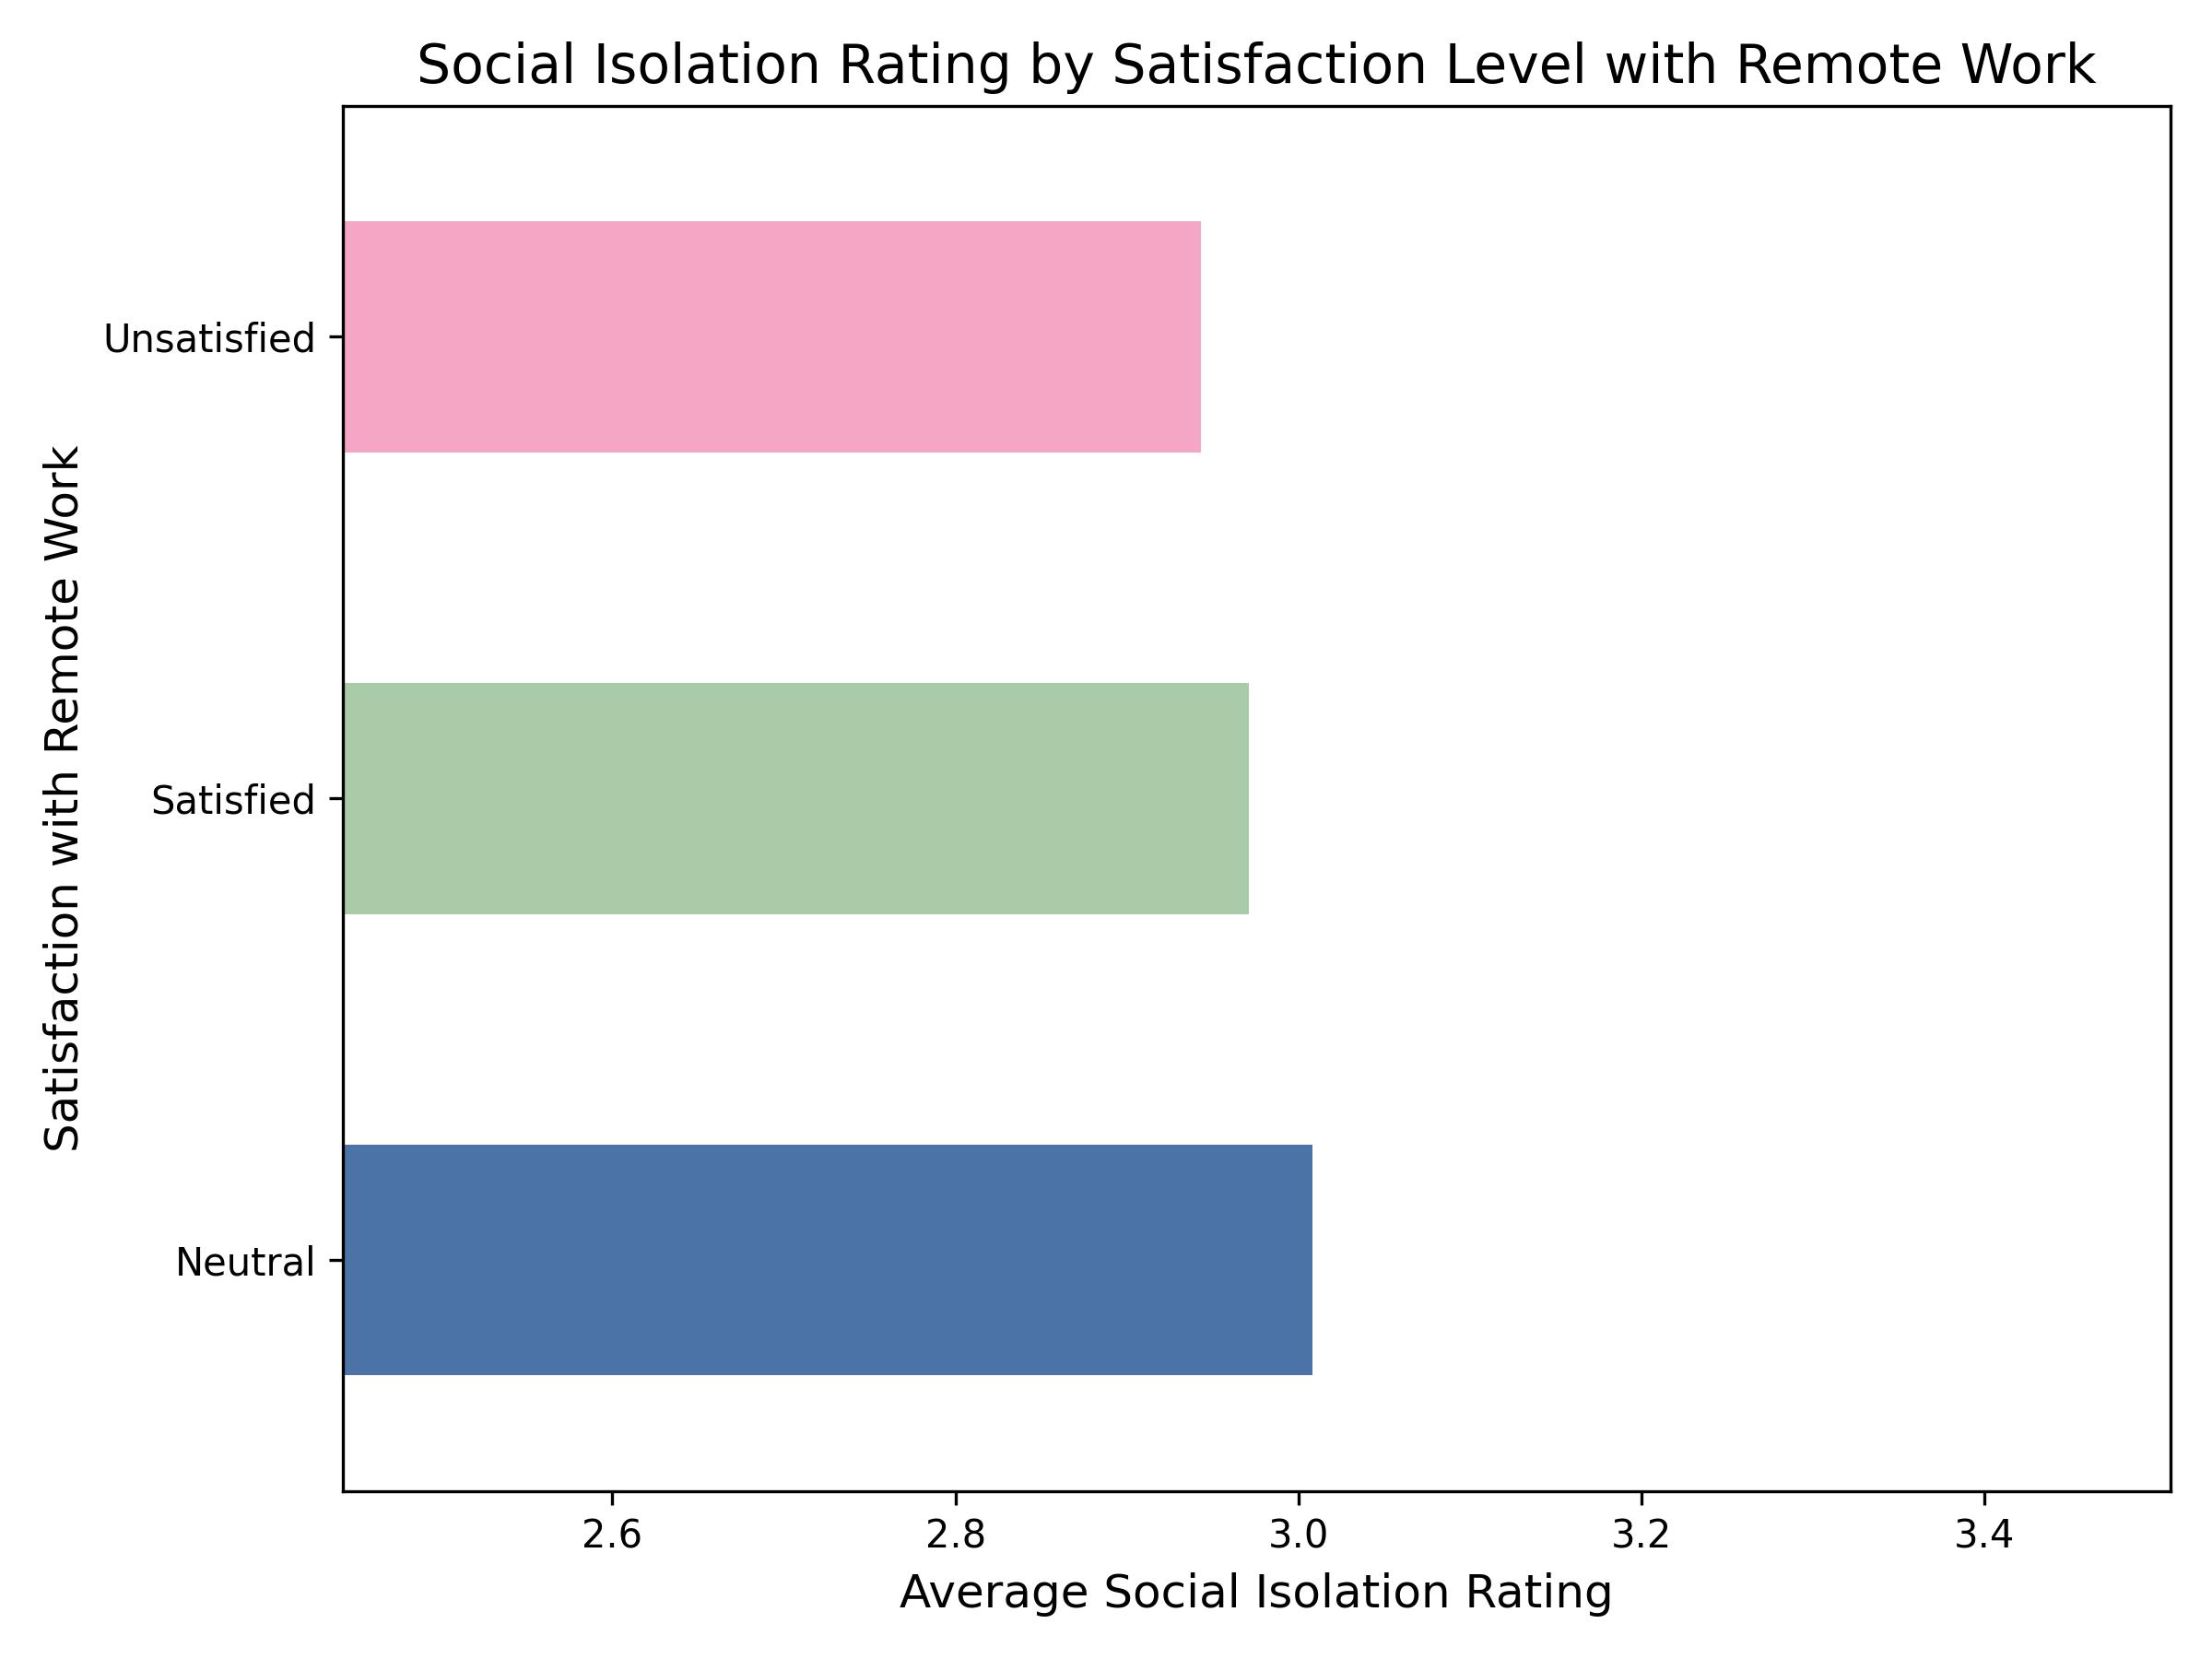 Social Isolation Rating by Satisfaction Level with Remote Work
Satisfaction with Remote Work
Unsatisfied
Satisfied
Neutral
2.6 2.8 3.0 3.2 3.4
Average Social Isolation Rating